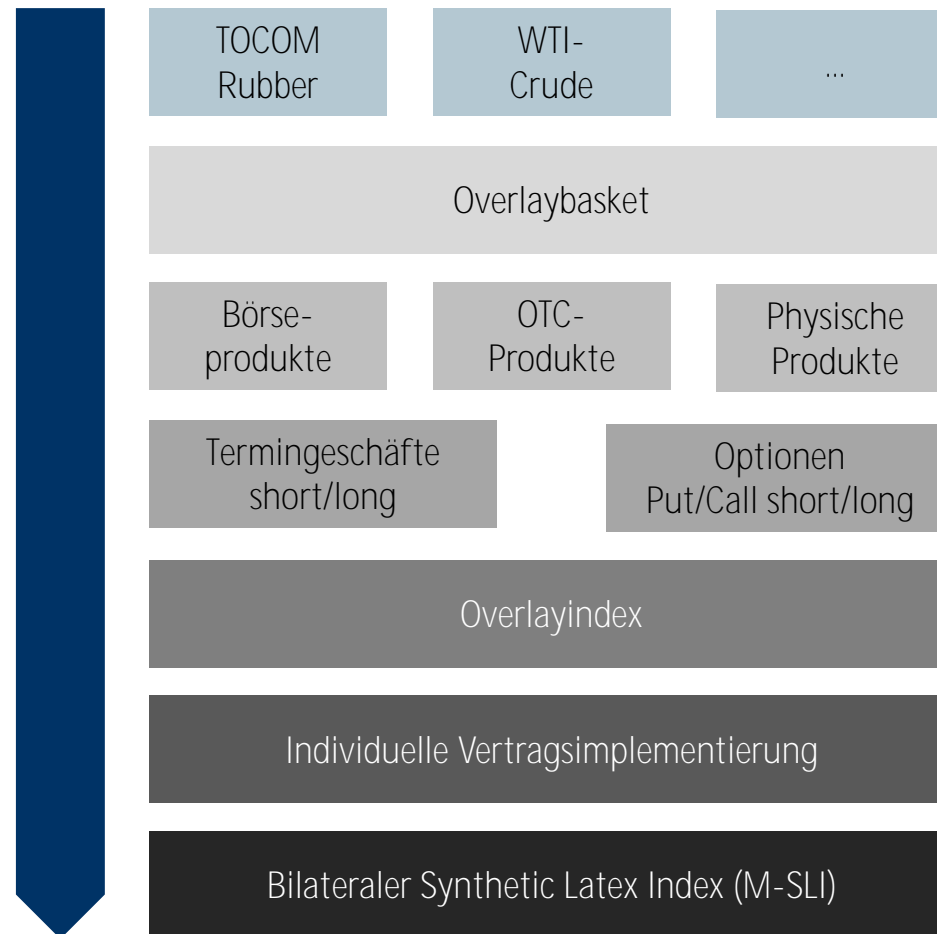 TOCOM
Rubber
WTI-
Crude
...
Overlaybasket
Börse-
produkte
OTC-
Produkte
Physische
Produkte
Termingeschäfte
short/long
Optionen
Put/Call short/long
Overlayindex
Individuelle Vertragsimplementierung
Bilateraler Synthetic Latex Index (M-SLI)